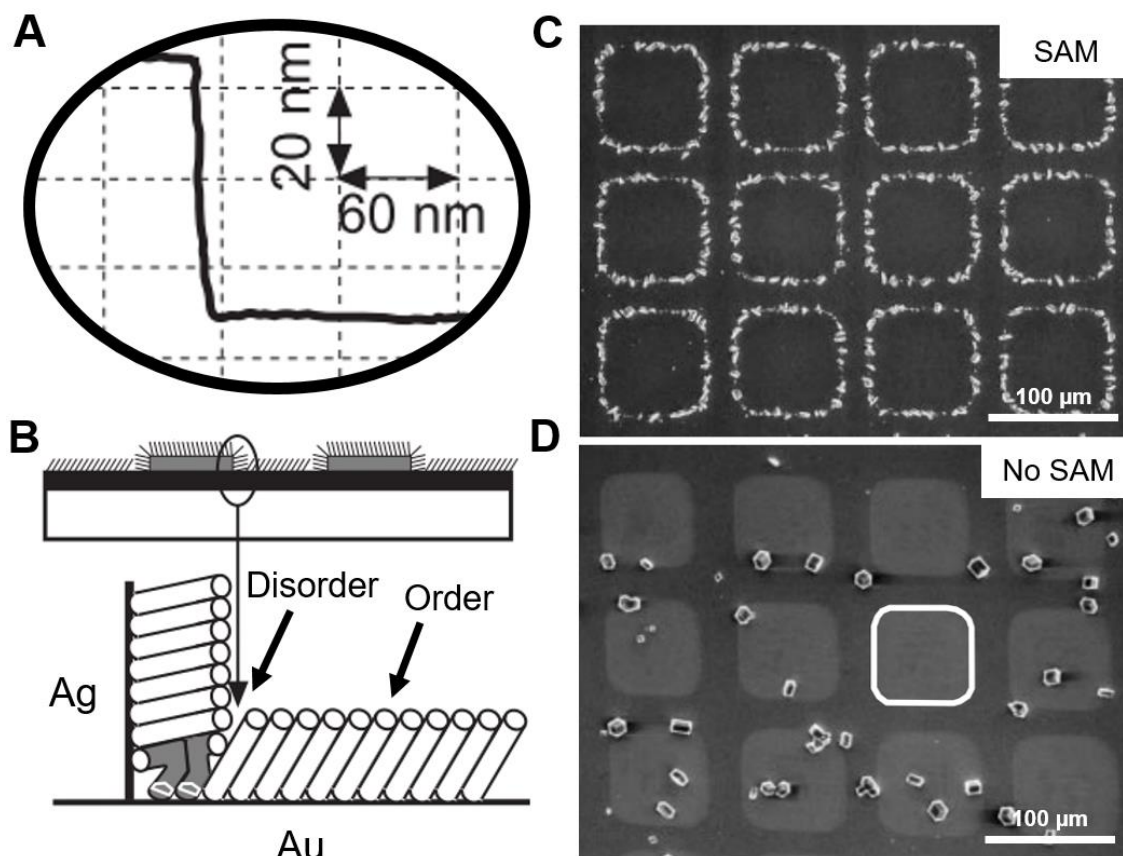 A
20 nm
60 nm
B
Disorder
Order
Ag
Au
C
SAM
100 µm
D
No SAM
100 µm